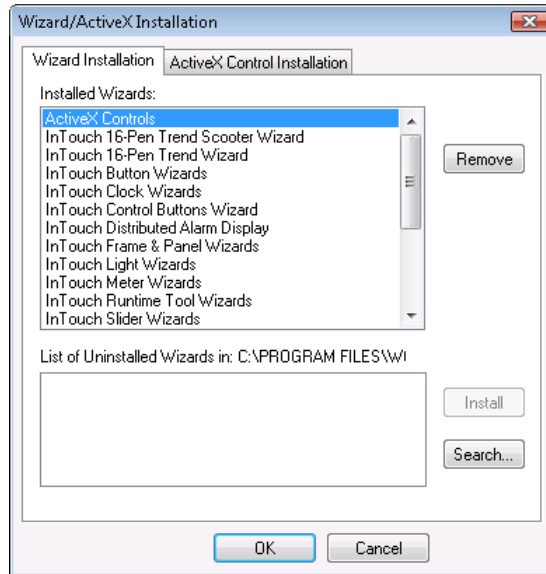 Wizard/ActiveX Installation
Wizard Installation
ActiveX Control Installation
Installed Wizards:
ActiveX Controls
InTouch 16-Pen Trend Scooter Wizard
InTouch 16-Pen Trend Wizard
InTouch Button Wizards
InTouch Clock Wizards
InTouch Control Buttons Wizard
InTouch Distributed Alarm Display
InTouch Frame & Panel Wizards
InTouch Light Wizards
InTouch Meter Wizards
InTouch Runtime Tool Wizards
InTouch Slider Wizards
Remove
List of Uninstalled Wizards in: C:\PROGRAM FILES\W
Install
Search...
OK
Cancel